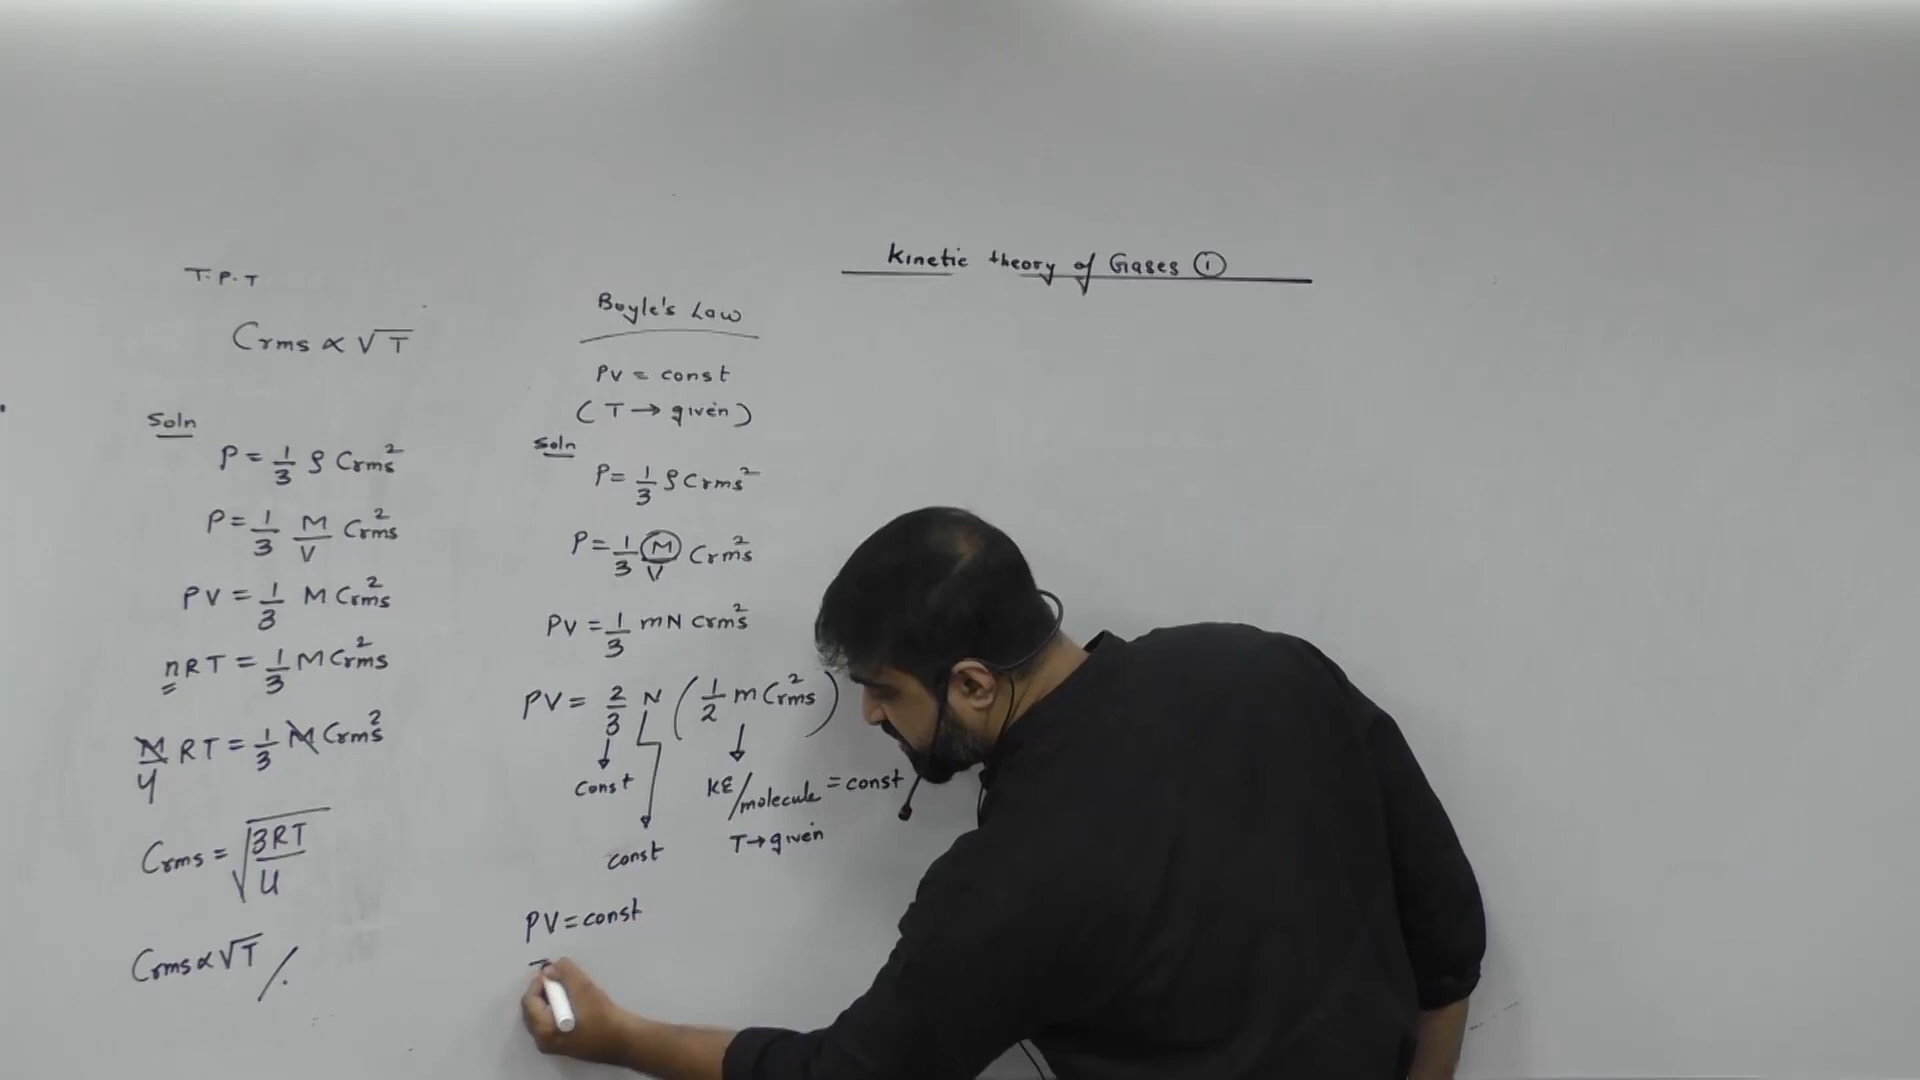 Kinetic theory of Gases ①
T.P.T
Crms ∝ √T
Soln
P = 1/3 ρ Crms²
P = 1/3 M/V Crms²
PV = 1/3 M Crms²
nRT = 1/3 M Crms²
M/μ RT = 1/3 M Crms²
Crms = √(3RT/μ)
Crms ∝ √T /.
Boyle's Law
PV = const
(T → given)
Soln
P = 1/3 ρ Crms²
P = 1/3 M/V Crms²
PV = 1/3 mN Crms²
PV = 2/3 N (1/2 m Crms²)
const
KE/molecule = const
T → given
const
PV = const